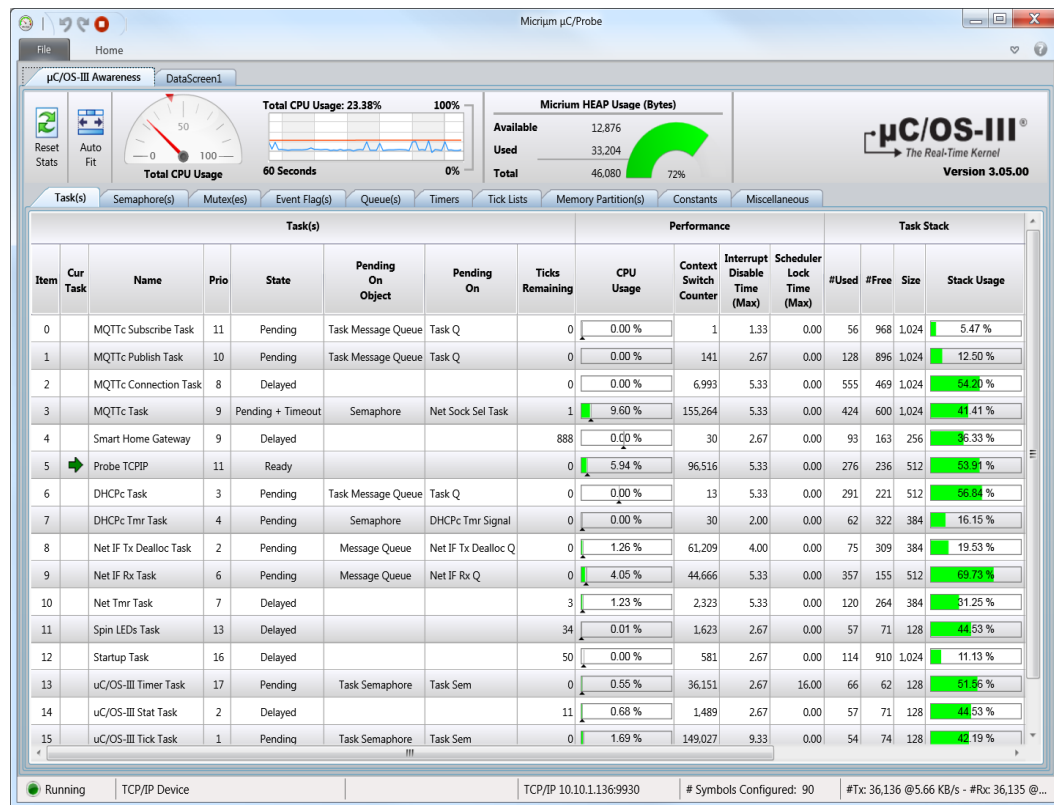 Micriµm µC/Probe
File Home
µC/OS-III Awareness DataScreen1
Reset Stats
Auto Fit
0 50 100
Total CPU Usage
Total CPU Usage: 23.38% 100%
60 Seconds 0%
Micrium HEAP Usage (Bytes)
Available 12,876
Used 33,204
Total 46,080 72%
µC/OS-III®
The Real-Time Kernel
Version 3.05.00
Task(s) Semaphore(s) Mutex(es) Event Flag(s) Queue(s) Timers Tick Lists Memory Partition(s) Constants Miscellaneous
Task(s) Performance Task Stack
Item Cur Task Name Prio State Pending On Object Pending On Ticks Remaining CPU Usage Context Switch Counter Interrupt Disable Time (Max) Scheduler Lock Time (Max) #Used #Free Size Stack Usage
0 MQTTc Subscribe Task 11 Pending Task Message Queue Task Q 0 0.00 % 1 1.33 0.00 56 968 1,024 5.47 %
1 MQTTc Publish Task 10 Pending Task Message Queue Task Q 0 0.00 % 141 2.67 0.00 128 896 1,024 12.50 %
2 MQTTc Connection Task 8 Delayed 0 0.00 % 6,993 5.33 0.00 555 469 1,024 54.20 %
3 MQTTc Task 9 Pending + Timeout Semaphore Net Sock Sel Task 1 9.60 % 155,264 5.33 0.00 424 600 1,024 41.41 %
4 Smart Home Gateway 9 Delayed 888 0.00 % 30 2.67 0.00 93 163 256 36.33 %
5 Probe TCPIP 11 Ready 0 5.94 % 96,516 5.33 0.00 276 236 512 53.91 %
6 DHCPc Task 3 Pending Task Message Queue Task Q 0 0.00 % 13 5.33 0.00 291 221 512 56.84 %
7 DHCPc Tmr Task 4 Pending Semaphore DHCPc Tmr Signal 0 0.00 % 30 2.00 0.00 62 322 384 16.15 %
8 Net IF Tx Dealloc Task 2 Pending Message Queue Net IF Tx Dealloc Q 0 1.26 % 61,209 4.00 0.00 75 309 384 19.53 %
9 Net IF Rx Task 6 Pending Message Queue Net IF Rx Q 0 4.05 % 44,666 5.33 0.00 357 155 512 69.73 %
10 Net Tmr Task 7 Delayed 3 1.23 % 2,323 5.33 0.00 120 264 384 31.25 %
11 Spin LEDs Task 13 Delayed 34 0.01 % 1,623 2.67 0.00 57 71 128 44.53 %
12 Startup Task 16 Delayed 50 0.00 % 581 2.67 0.00 114 910 1,024 11.13 %
13 uC/OS-III Timer Task 17 Pending Task Semaphore Task Sem 0 0.55 % 36,151 2.67 16.00 66 62 128 51.56 %
14 uC/OS-III Stat Task 2 Delayed 11 0.68 % 1,489 2.67 0.00 57 71 128 44.53 %
15 uC/OS-III Tick Task 1 Pending Task Semaphore Task Sem 0 1.69 % 149,027 9.33 0.00 54 74 128 42.19 %
Running TCP/IP Device TCP/IP 10.10.1.136:9930 # Symbols Configured: 90 #Tx: 36,136 @5.66 KB/s - #Rx: 36,135 @...